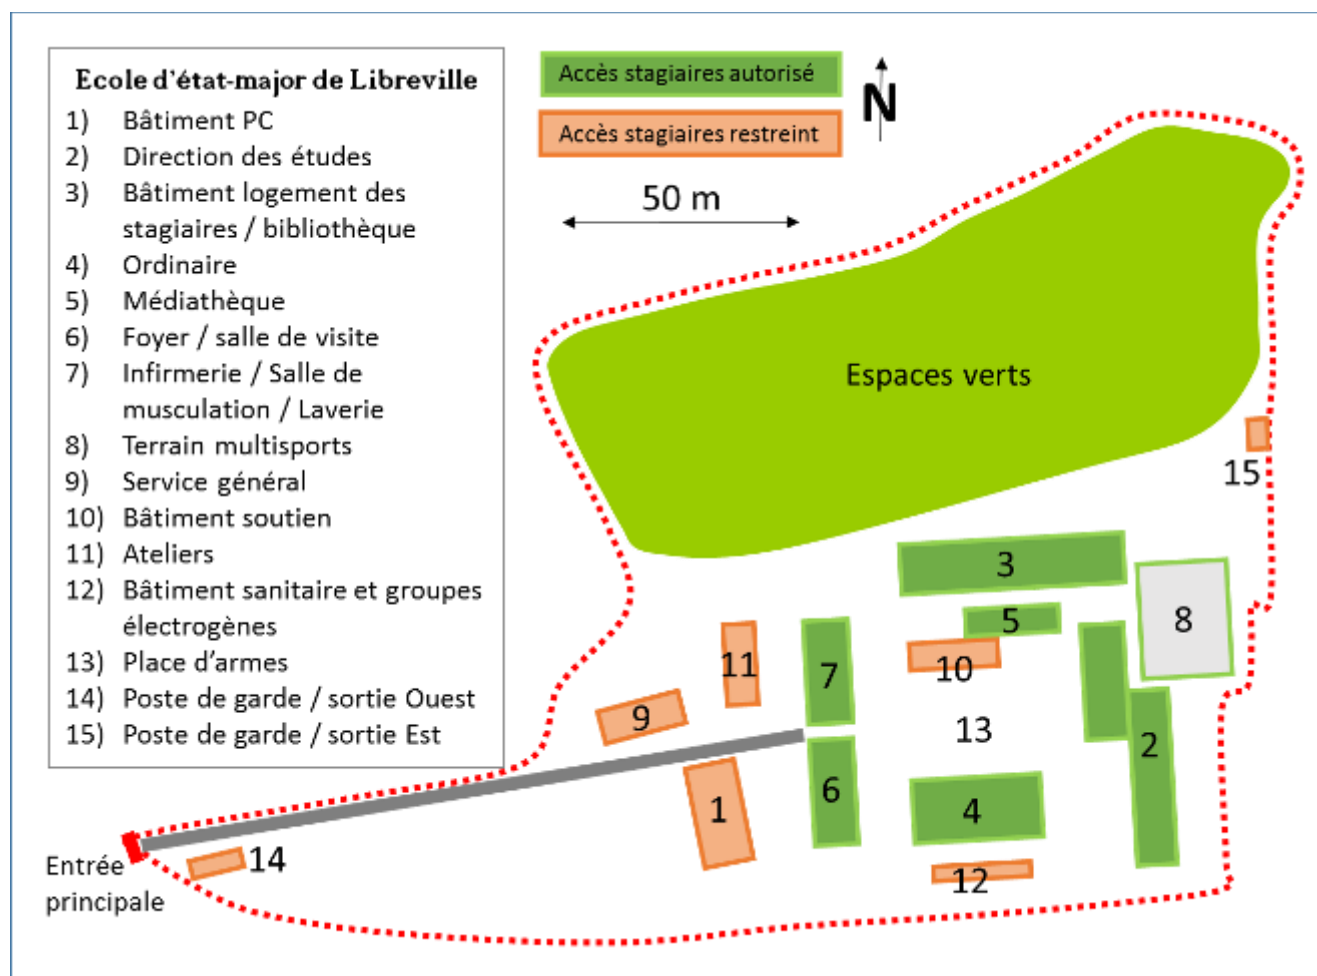 Ecole d'état-major de Libreville
1) Bâtiment PC
2) Direction des études
3) Bâtiment logement des
stagiaires / bibliothèque
4) Ordinaire
5) Médiathèque
6) Foyer / salle de visite
7) Infirmerie / Salle de
musculation / Laverie
8) Terrain multisports
9) Service général
10) Bâtiment soutien
11) Ateliers
12) Bâtiment sanitaire et groupes
électrogènes
13) Place d'armes
14) Poste de garde / sortie Ouest
15) Poste de garde / sortie Est
Accès stagiaires autorisé
Accès stagiaires restreint
N
50 m
Espaces verts
15
3
5
8
11
7
10
9
13
2
1
6
4
14
12
Entrée
principale